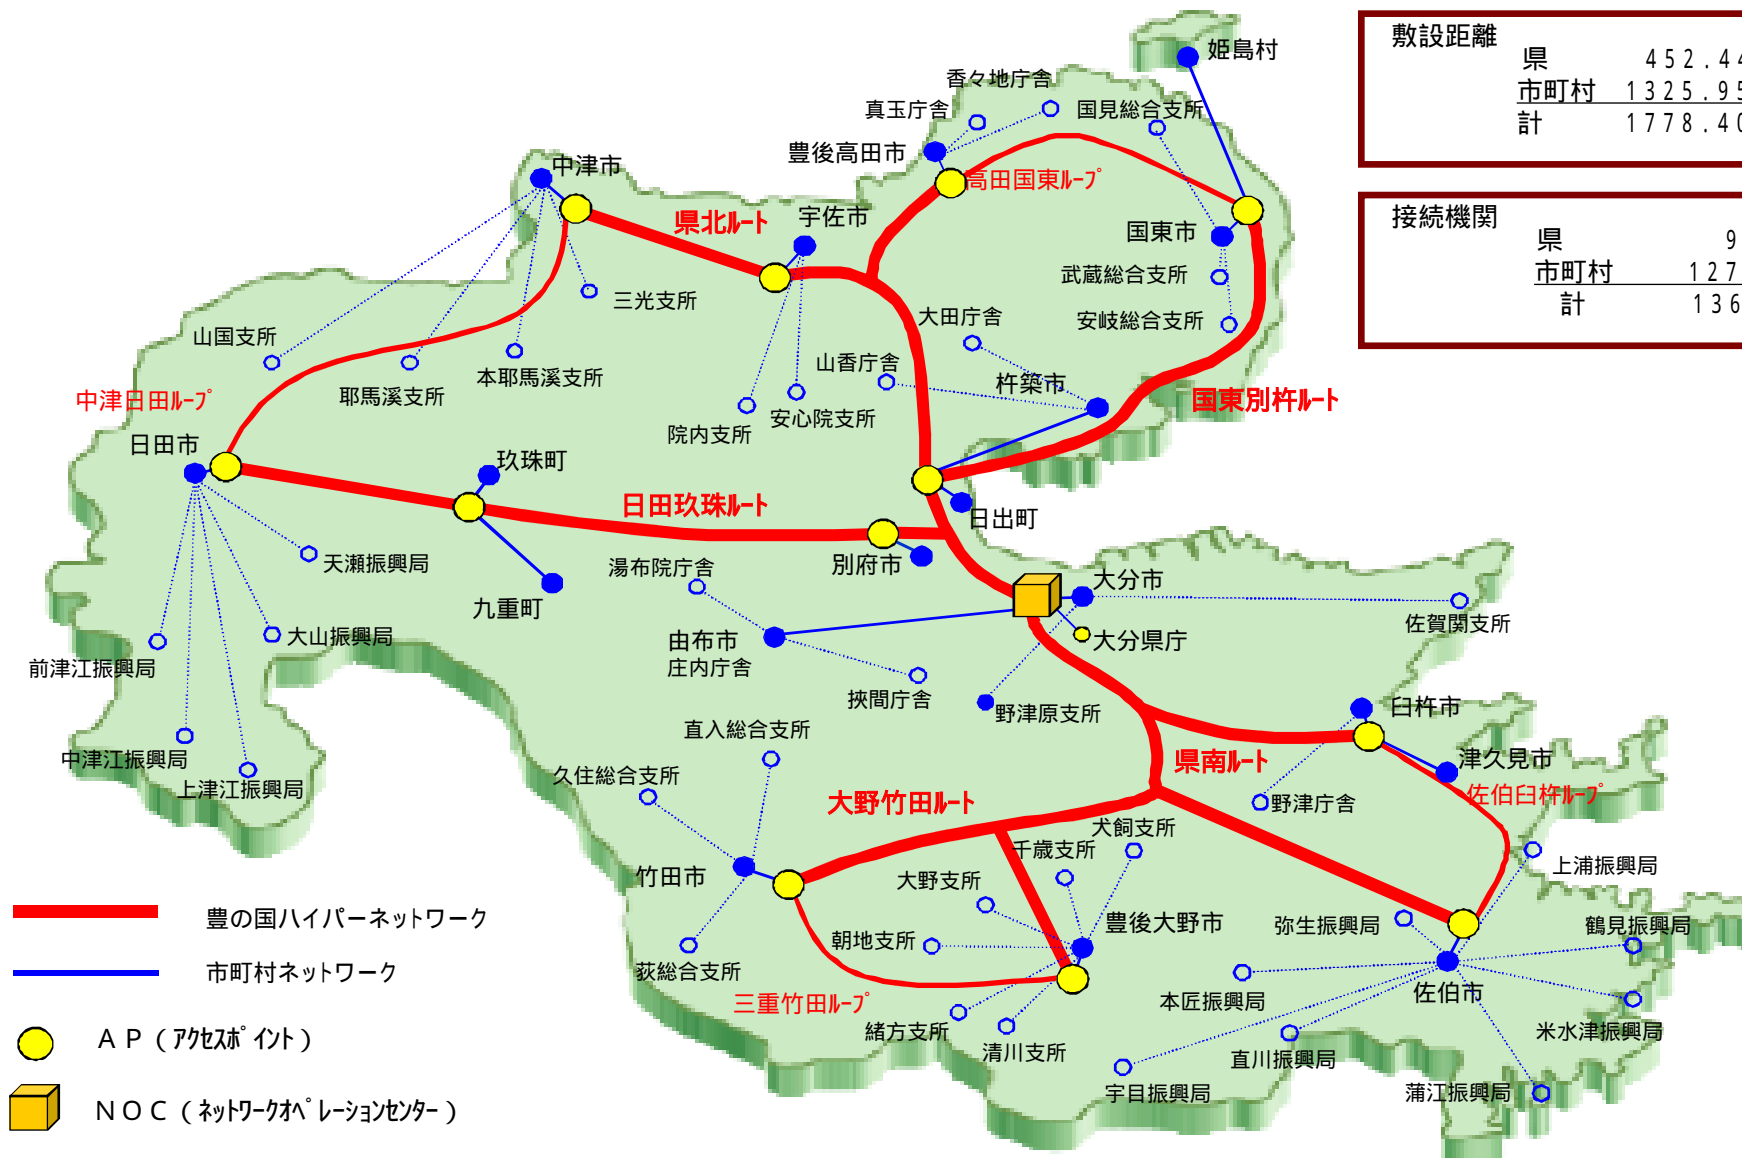 敷設距離
県 452.44
市町村 1325.95
計 1778.40
接続機関
県 9
市町村 127
計 136
姫島村
香々地庁舎
真玉庁舎
国見総合支所
豊後高田市
高田国東ループ
中津市
県北ルート
宇佐市
国東市
武蔵総合支所
安岐総合支所
三光支所
大田庁舎
山国支所
山香庁舎
本耶馬溪支所
杵築市
耶馬溪支所
国東別杵ルート
中津日田ループ
院内支所
安心院支所
日田市
玖珠町
日田玖珠ルート
日出町
天瀬振興局
別府市
湯布院庁舎
九重町
大分市
佐賀関支所
大山振興局
由布市
庄内庁舎
大分県庁
前津江振興局
挾間庁舎
野津原支所
臼杵市
直入総合支所
中津江振興局
県南ルート
津久見市
久住総合支所
上津江振興局
大野竹田ルート
野津庁舎
佐伯臼杵ループ
犬飼支所
千歳支所
上浦振興局
竹田市
大野支所
豊後大野市
弥生振興局
鶴見振興局
朝地支所
荻総合支所
三重竹田ループ
本匠振興局
佐伯市
緒方支所
清川支所
米水津振興局
直川振興局
宇目振興局
蒲江振興局
豊の国ハイパーネットワーク
市町村ネットワーク
AP(アクセスポイント)
NOC(ネットワークオペレーションセンター)